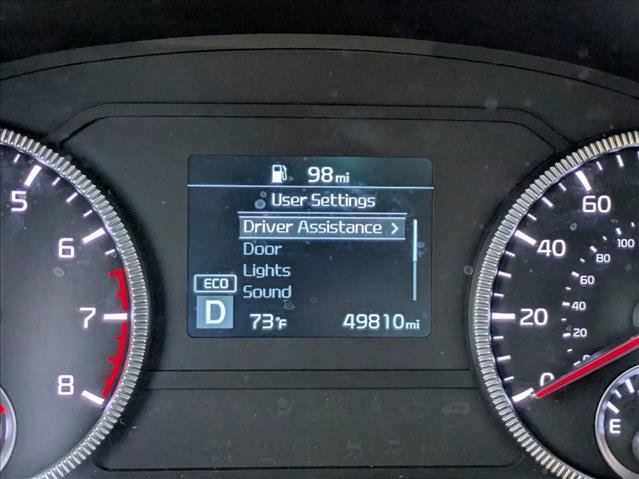 98 mi
User Settings
Driver Assistance >
Door
Lights
Sound
ECO
D
73°F
49810 mi
5
6
7
8
60
40
20
0
100
80
60
40
20
E